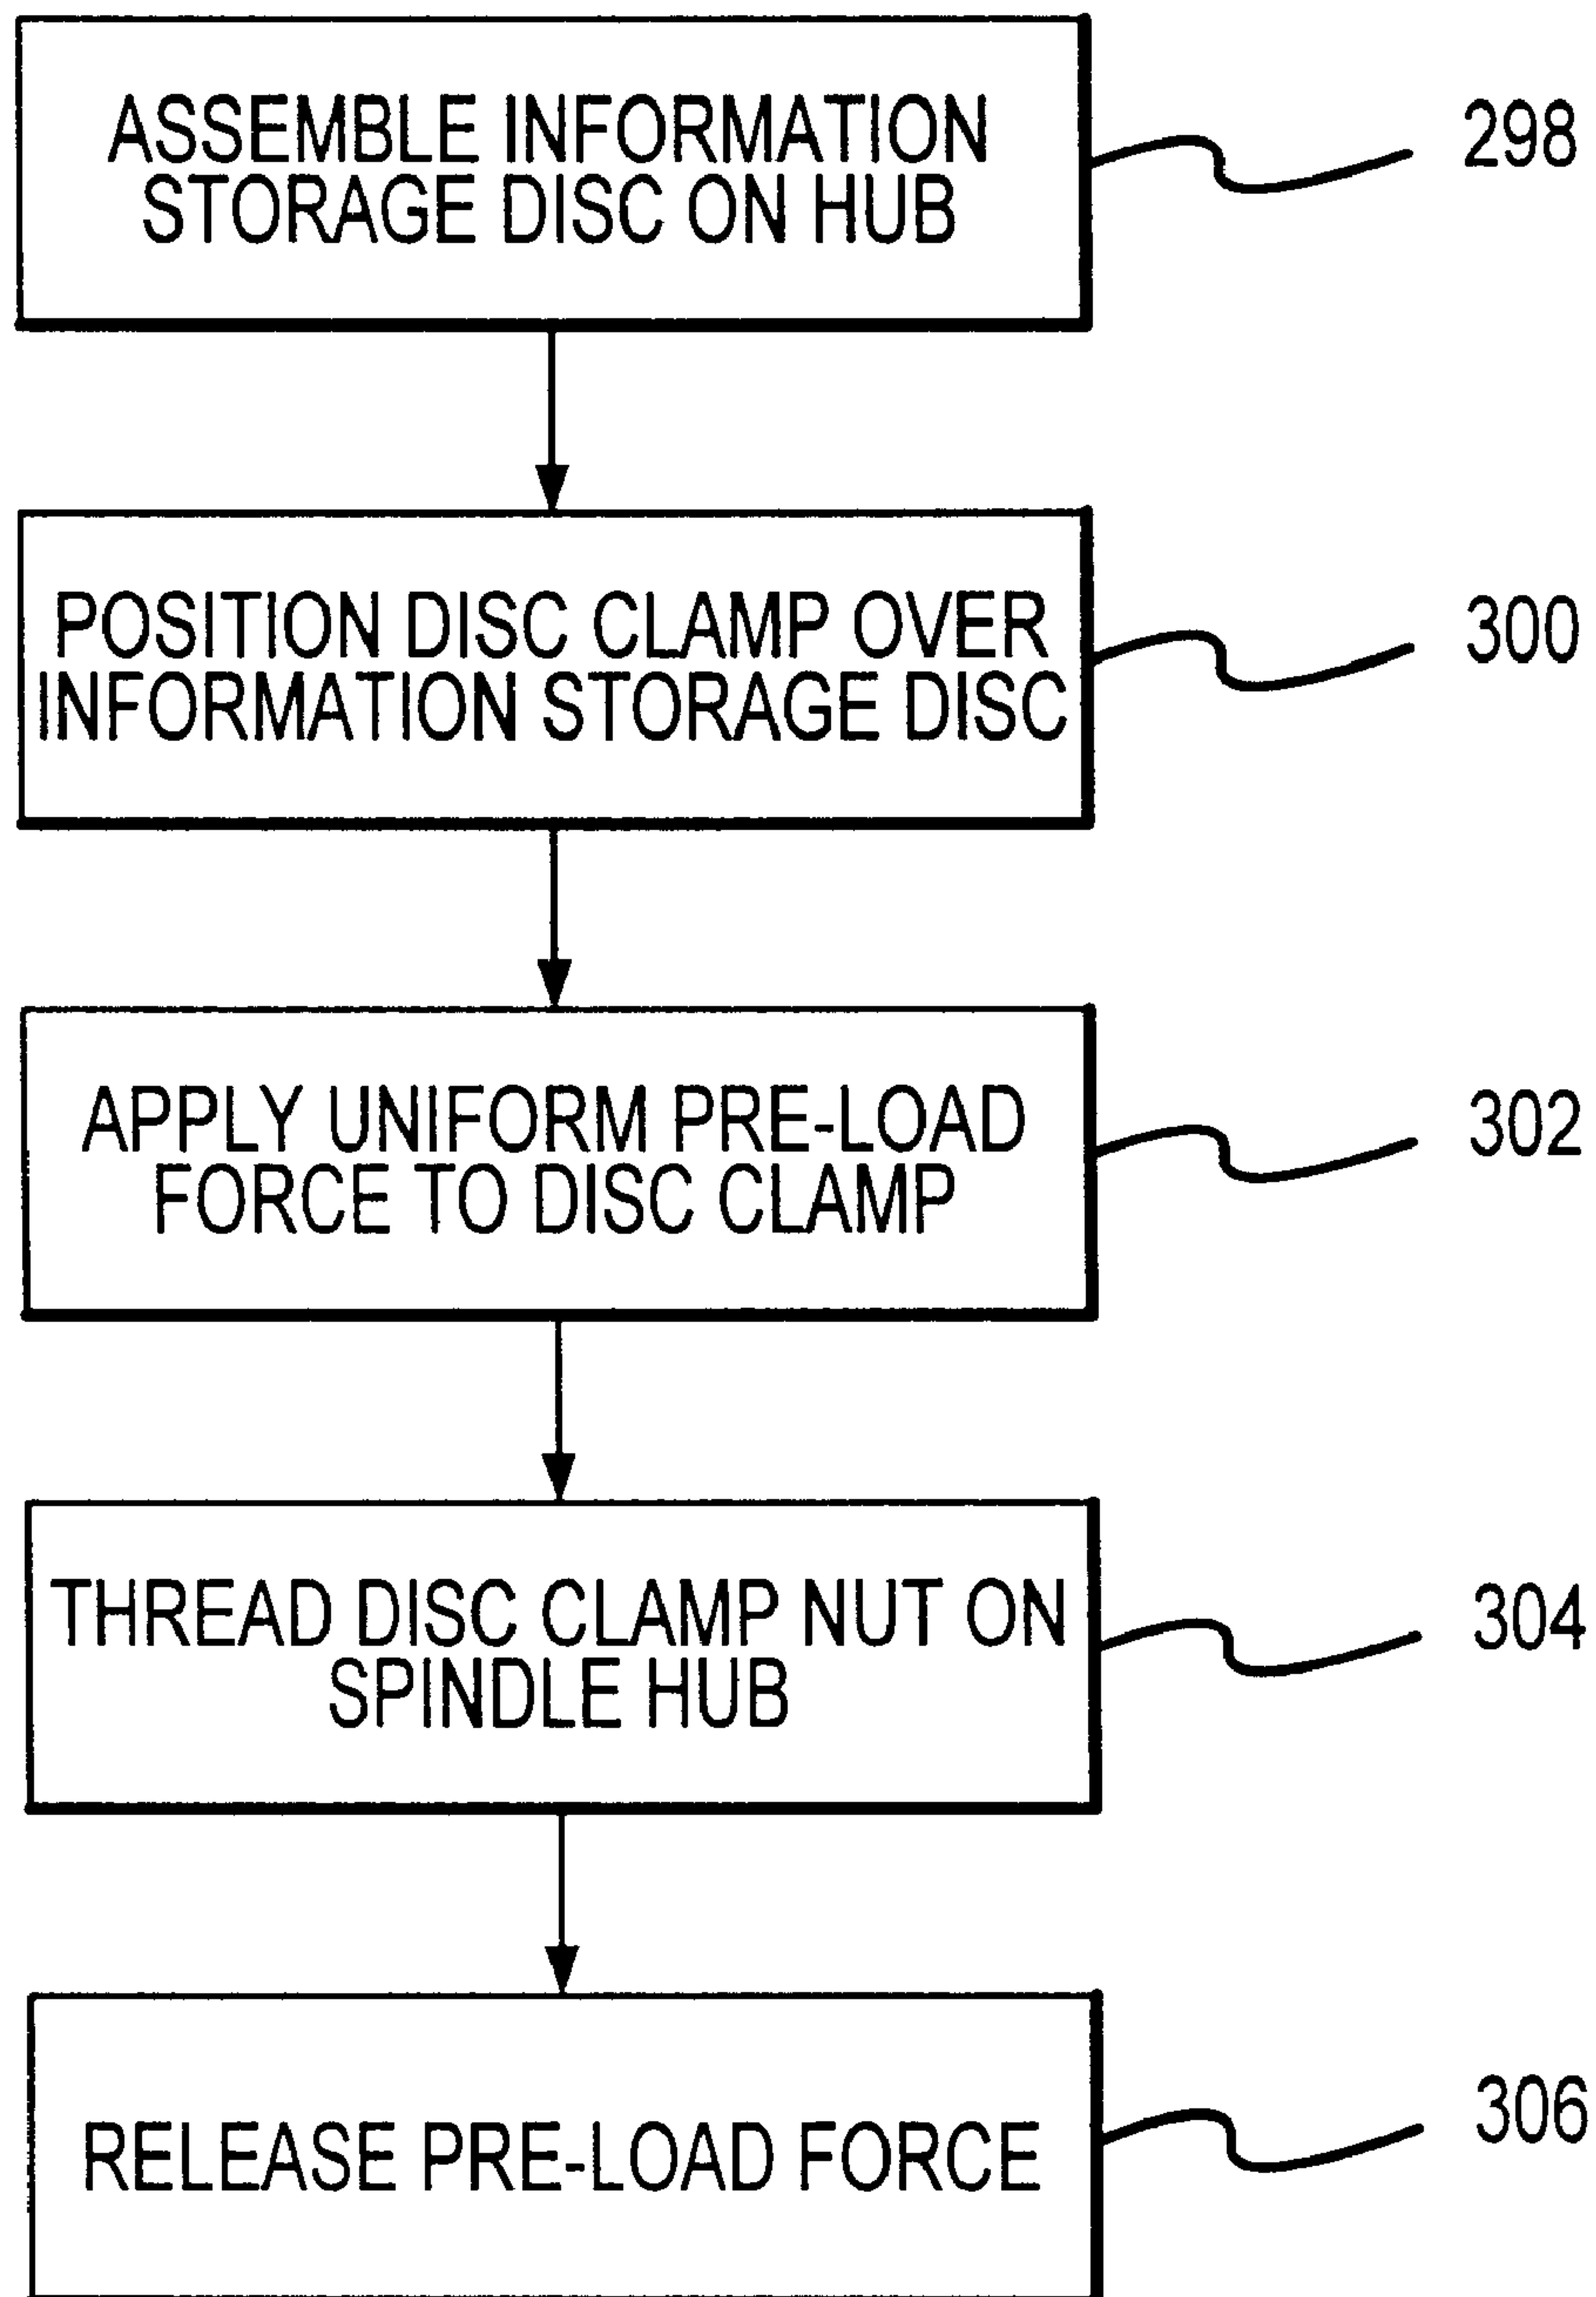 ASSEMBLE INFORMATION
STORAGE DISC ON HUB
298
POSITION DISC CLAMP OVER
INFORMATION STORAGE DISC
300
APPLY UNIFORM PRE-LOAD
FORCE TO DISC CLAMP
302
THREAD DISC CLAMP NUT ON
SPINDLE HUB
304
RELEASE PRE-LOAD FORCE
306